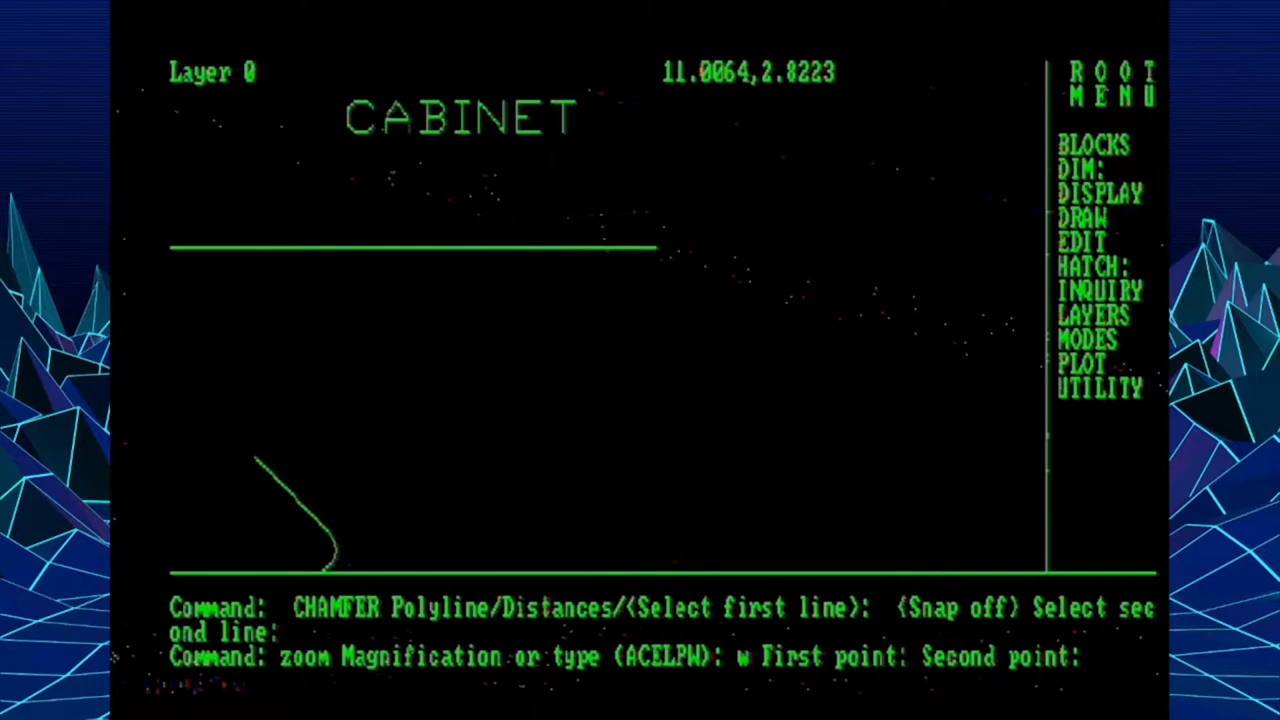 Layer 0 11.0064,2.8223
ROOT
MENU
CABINET
BLOCKS
DIM:
DISPLAY
DRAW
EDIT
HATCH:
INQUIRY
LAYERS
MODES
PLOT
UTILITY
Command: CHAMFER Polyline/Distances/<Select first line>: <Snap off> Select sec
ond line:
Command: zoom Magnification or type (ACELPW): w First point: Second point: